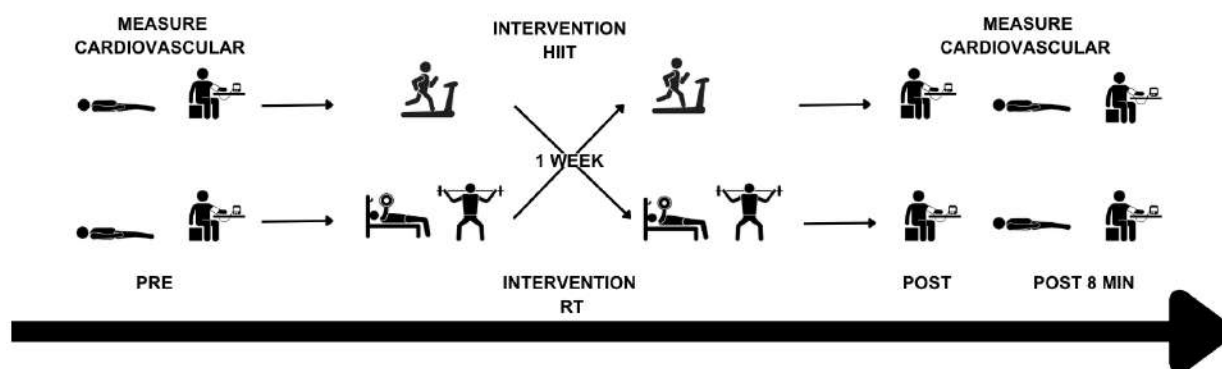 MEASURE
CARDIOVASCULAR
INTERVENTION
HIIT
MEASURE
CARDIOVASCULAR
1 WEEK
PRE
INTERVENTION
RT
POST
POST 8 MIN